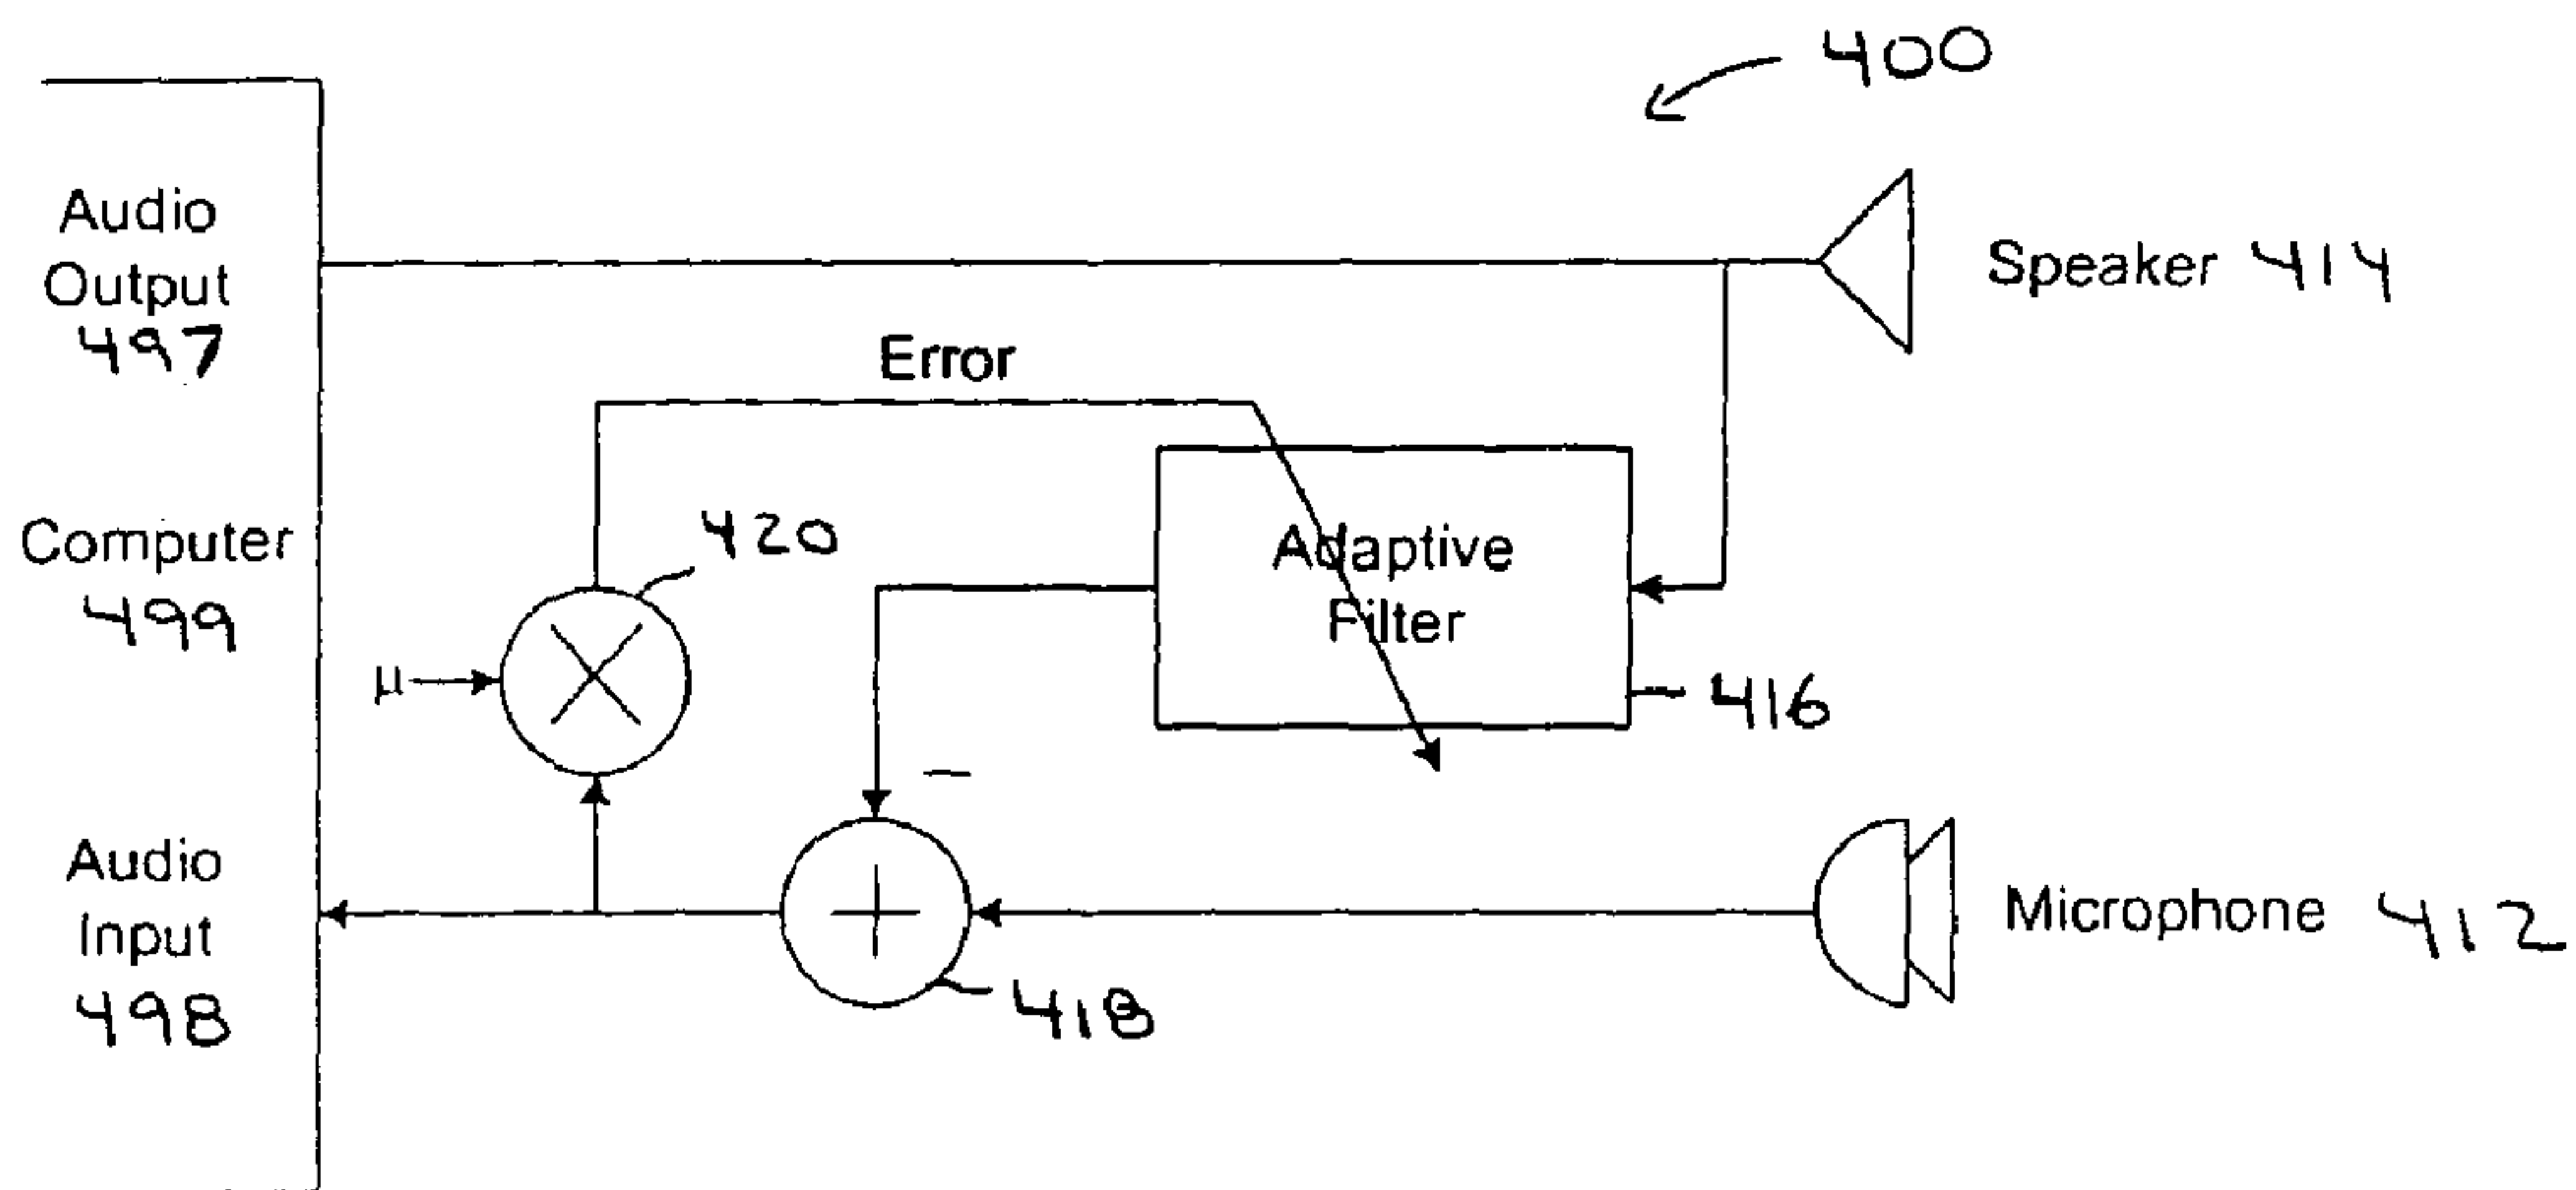 400
Audio
Output
497
Speaker 414
Error
Computer
499
420
Adaptive
Filter
μ
416
−
Audio
Input
498
418
Microphone 412